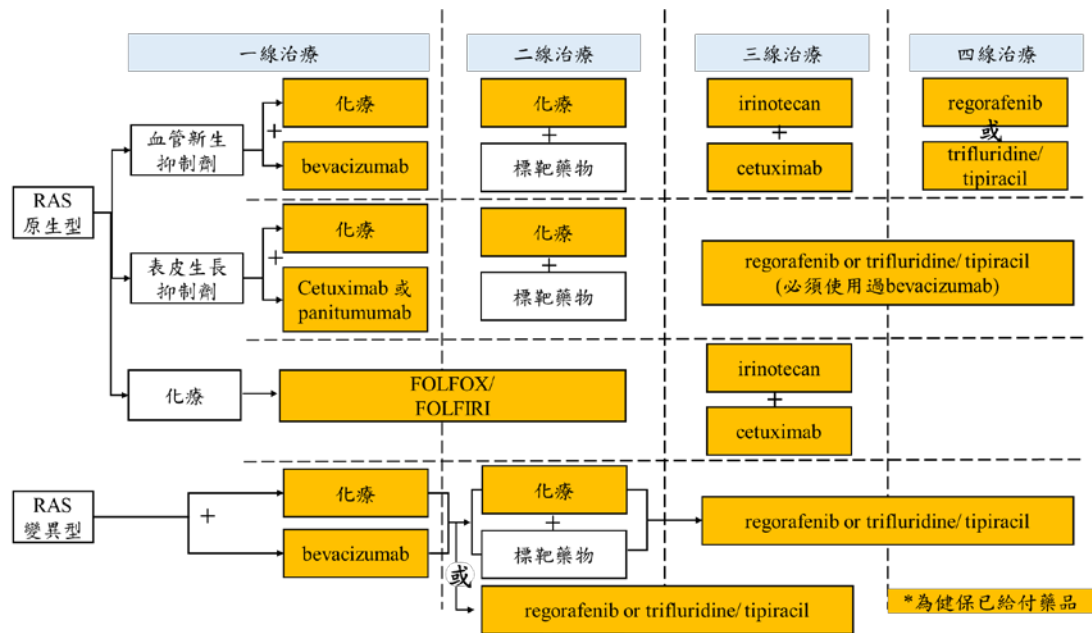 一線治療
二線治療
三線治療
四線治療
RAS
原生型
血管新生
抑制劑
+
化療
bevacizumab
化療
+
標靶藥物
irinotecan
+
cetuximab
regorafenib
或
trifluridine/
tipiracil
表皮生長
抑制劑
+
化療
Cetuximab 或
panitumumab
化療
+
標靶藥物
regorafenib or trifluridine/ tipiracil
(必須使用過bevacizumab)
化療
FOLFOX/
FOLFIRI
irinotecan
+
cetuximab
RAS
變異型
+
化療
bevacizumab
化療
+
標靶藥物
regorafenib or trifluridine/ tipiracil
或
regorafenib or trifluridine/ tipiracil
*為健保已給付藥品